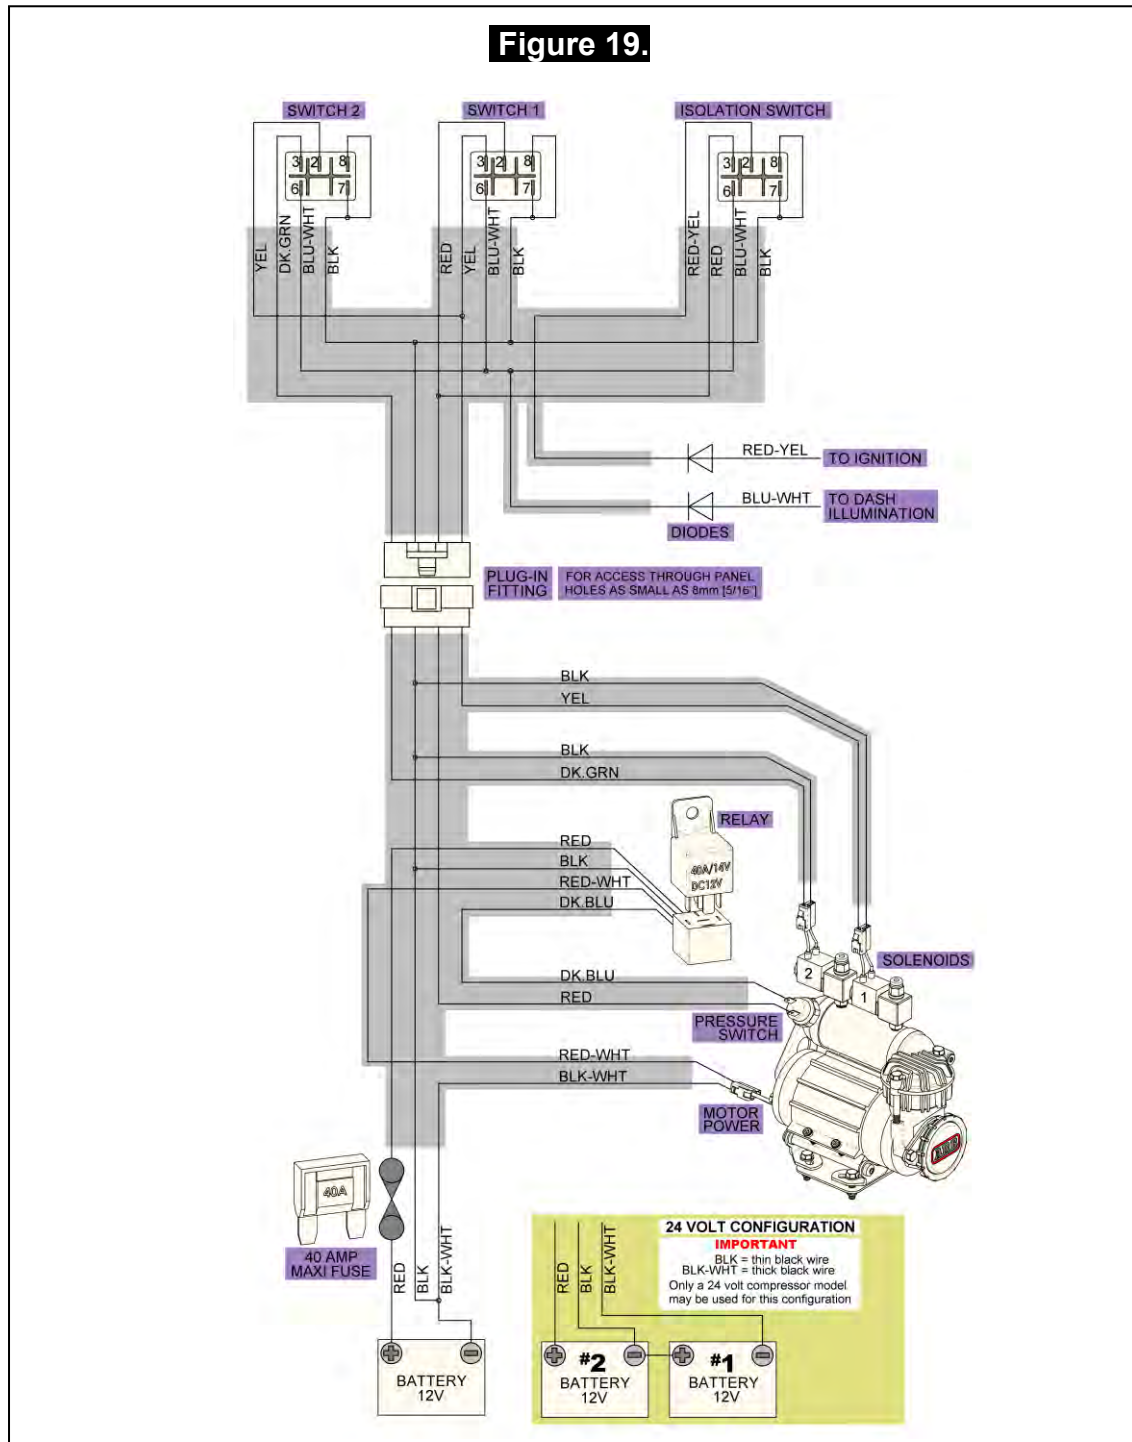 Figure 19.
SWITCH 2
SWITCH 1
ISOLATION SWITCH
3 2 8
6 7
3 2 8
6 7
3 2 8
6 7
YEL
DK.GRN
BLU-WHT
BLK
RED
YEL
BLU-WHT
BLK
RED-YEL
RED
BLU-WHT
BLK
RED-YEL
TO IGNITION
BLU-WHT
TO DASH
ILLUMINATION
DIODES
PLUG-IN
FITTING
FOR ACCESS THROUGH PANEL
HOLES AS SMALL AS 8mm [5/16"]
BLK
YEL
BLK
DK.GRN
RELAY
40A/14V
DC12V
RED
BLK
RED-WHT
DK.BLU
SOLENOIDS
2
1
DK.BLU
RED
PRESSURE
SWITCH
RED-WHT
BLK-WHT
MOTOR
POWER
ARB
40A
40 AMP
MAXI FUSE
RED
BLK
BLK-WHT
+ -
BATTERY
12V
24 VOLT CONFIGURATION
IMPORTANT
BLK = thin black wire
BLK-WHT = thick black wire
Only a 24 volt compressor model
may be used for this configuration
RED
BLK
BLK-WHT
+ #2 -
BATTERY
12V
+ #1 -
BATTERY
12V